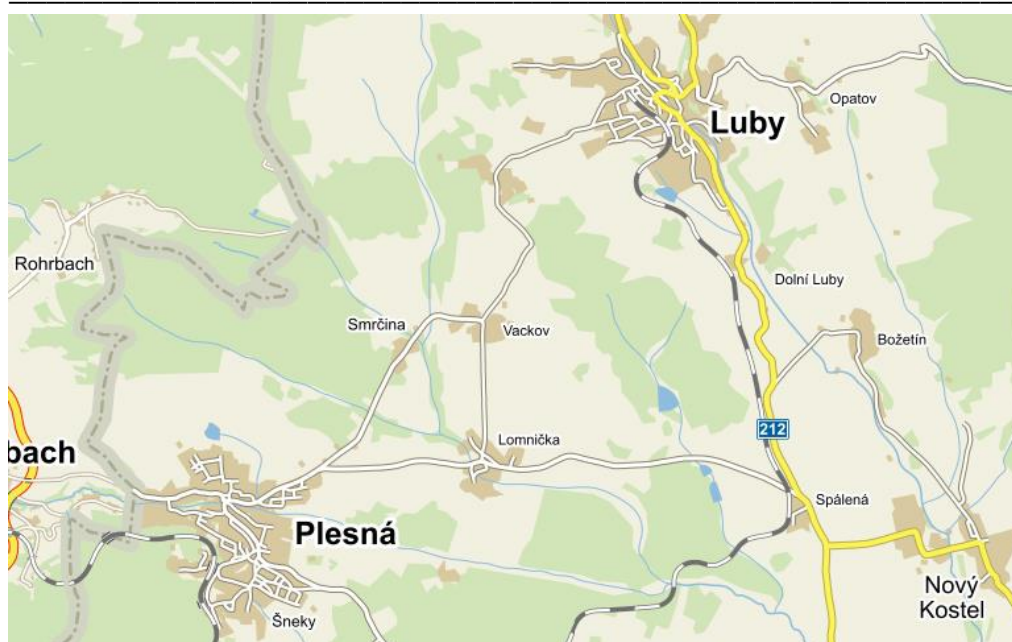 Luby
Opatov
Rohrbach
Dolní Luby
Smrčina
Vackov
Božetín
212
bach
Lomnička
Spálená
Plesná
Nový
Kostel
Šneky